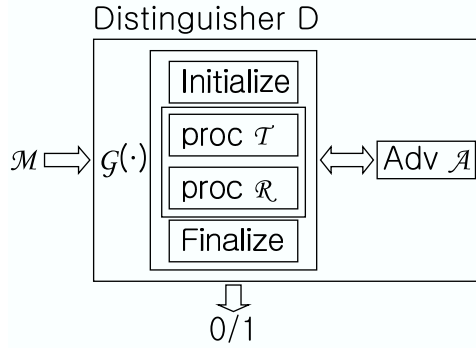 Distinguisher D
Initialize
proc 𝒯
ℳ 𝒢(·) Adv 𝒜
proc ℛ
Finalize
0/1